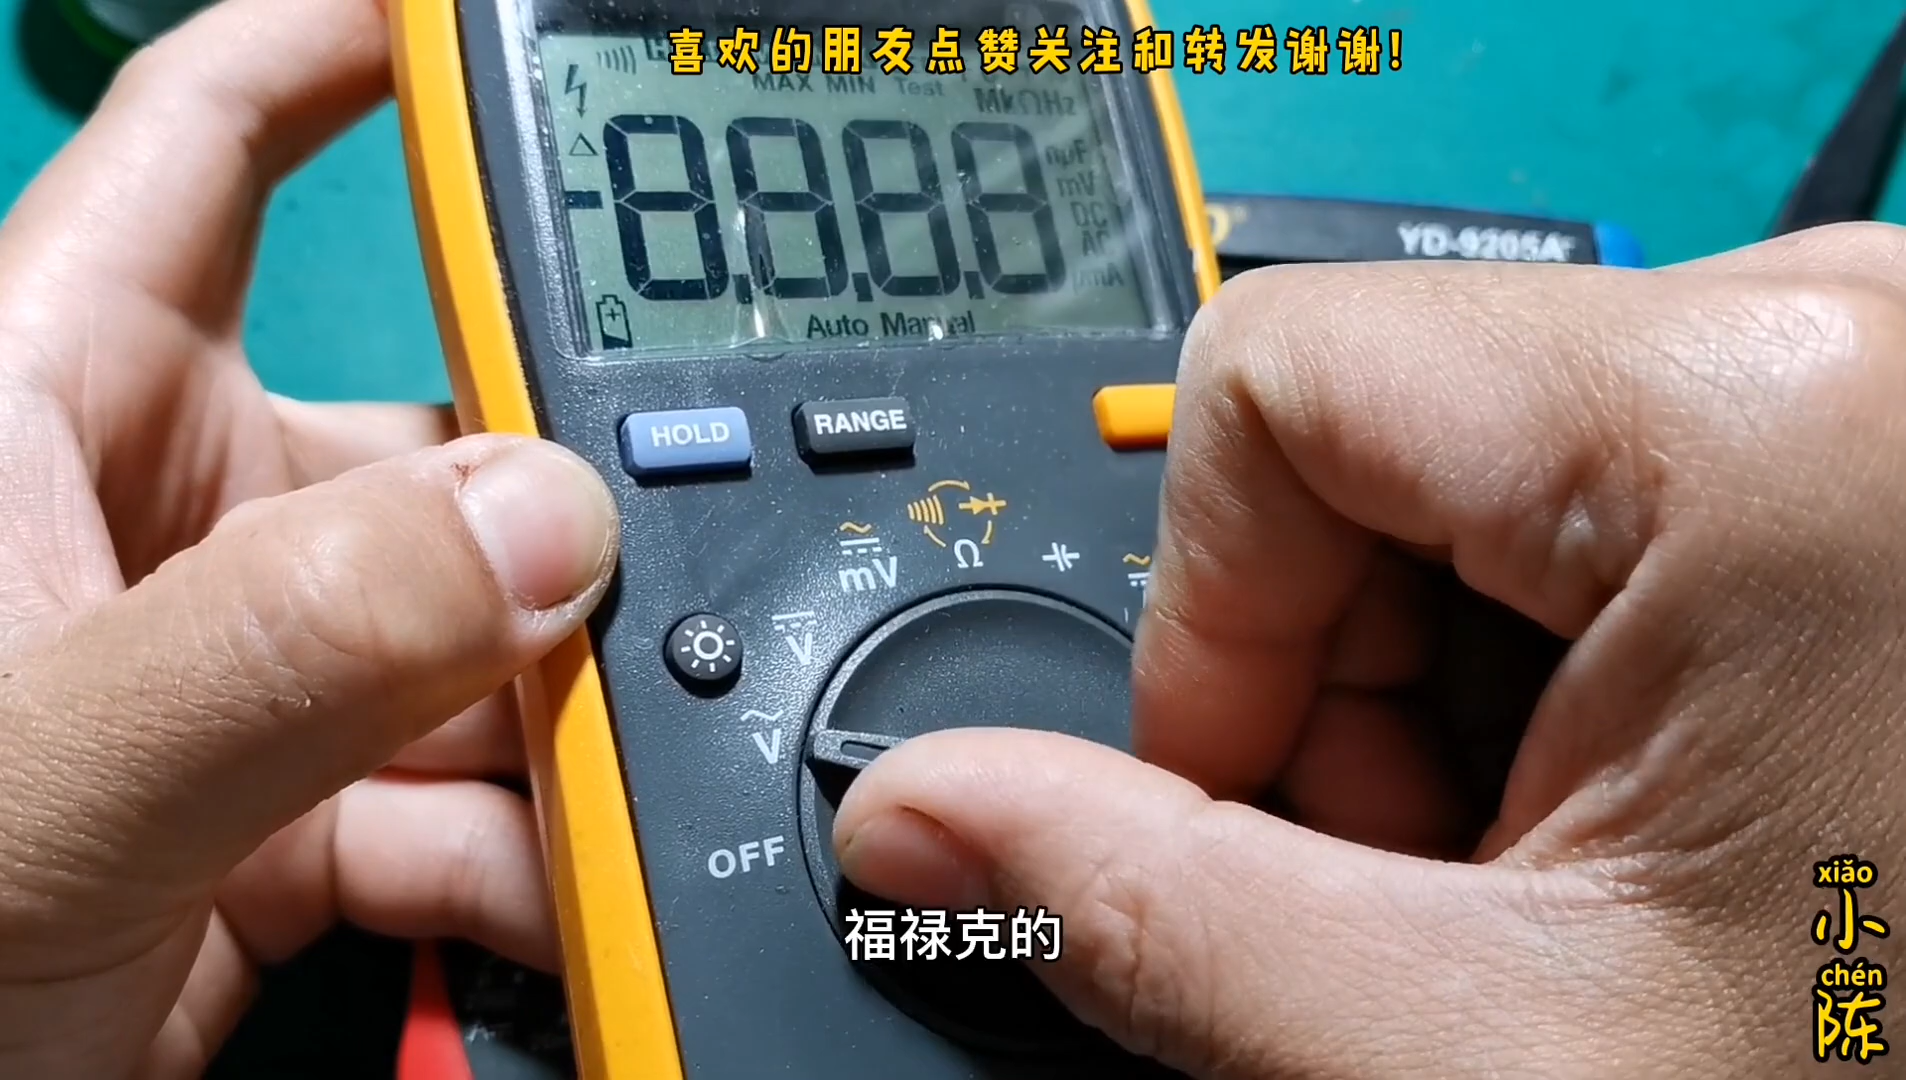 喜欢的朋友点赞关注和转发谢谢!
MAX MIN Test
MkΩHz
8.8.8.8
nµF
mV
DC
AC
µmA
Auto Manual
YD-9205A
HOLD
RANGE
mV
Ω
V
V
OFF
福禄克的
xiǎo
小
chén
陈